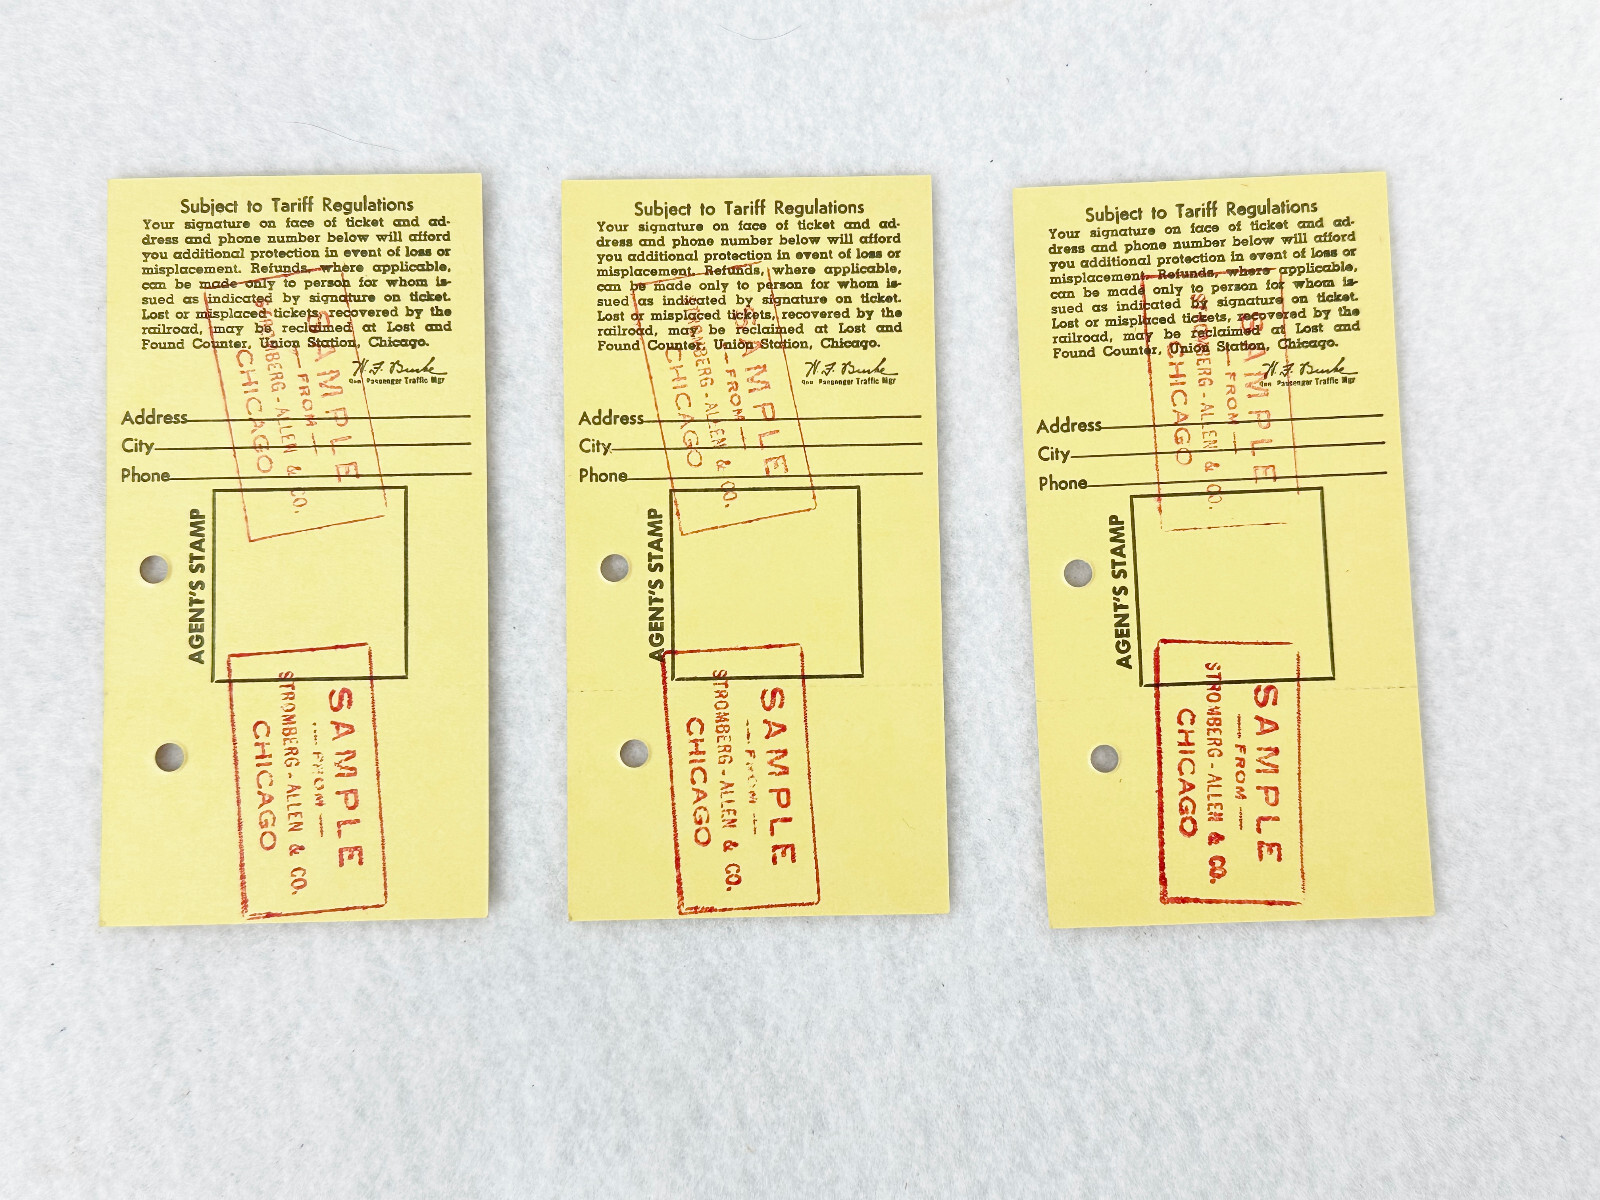 Subject to Tariff Regulations
Your signature on face of ticket and ad-
dress and phone number below will afford
you additional protection in event of loss or
misplacement. Refunds, where applicable,
can be made only to person for whom is-
sued as indicated by signature on ticket.
Lost or misplaced tickets, recovered by the
railroad, may be reclaimed at Lost and
Found Counter, Union Station, Chicago.
W. F. Burke
Gen Passenger Traffic Mgr
Address
City
Phone
AGENT'S STAMP
SAMPLE
— FROM —
STROMBERG - ALLEN & CO.
CHICAGO
SAMPLE
— FROM —
STROMBERG - ALLEN & CO.
CHICAGO
Subject to Tariff Regulations
Your signature on face of ticket and ad-
dress and phone number below will afford
you additional protection in event of loss or
misplacement. Refunds, where applicable,
can be made only to person for whom is-
sued as indicated by signature on ticket.
Lost or misplaced tickets, recovered by the
railroad, may be reclaimed at Lost and
Found Counter, Union Station, Chicago.
W. F. Burke
Gen Passenger Traffic Mgr
Address
City
Phone
AGENT'S STAMP
SAMPLE
— FROM —
STROMBERG - ALLEN & CO.
CHICAGO
SAMPLE
— FROM —
STROMBERG - ALLEN & CO.
CHICAGO
Subject to Tariff Regulations
Your signature on face of ticket and ad-
dress and phone number below will afford
you additional protection in event of loss or
misplacement. Refunds, where applicable,
can be made only to person for whom is-
sued as indicated by signature on ticket.
Lost or misplaced tickets, recovered by the
railroad, may be reclaimed at Lost and
Found Counter, Union Station, Chicago.
W. F. Burke
Gen Passenger Traffic Mgr
Address
City
Phone
AGENT'S STAMP
SAMPLE
— FROM —
STROMBERG - ALLEN & CO.
CHICAGO
SAMPLE
— FROM —
STROMBERG - ALLEN & CO.
CHICAGO